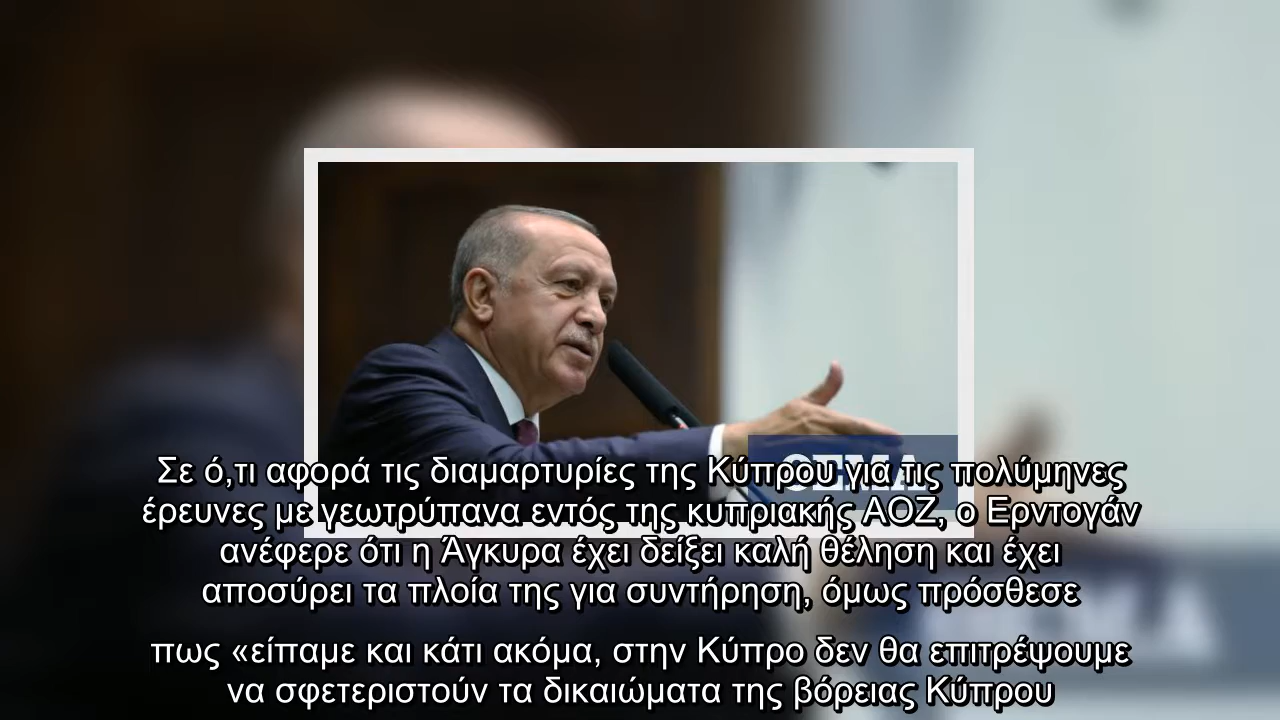 Σε ό,τι αφορά τις διαμαρτυρίες της Κύπρου για τις πολύμηνες
έρευνες με γεωτρύπανα εντός της κυπριακής ΑΟΖ, ο Ερντογάν
ανέφερε ότι η Άγκυρα έχει δείξει καλή θέληση και έχει
αποσύρει τα πλοία της για συντήρηση, όμως πρόσθεσε
πως «είπαμε και κάτι ακόμα, στην Κύπρο δεν θα επιτρέψουμε
να σφετεριστούν τα δικαιώματα της βόρειας Κύπρου